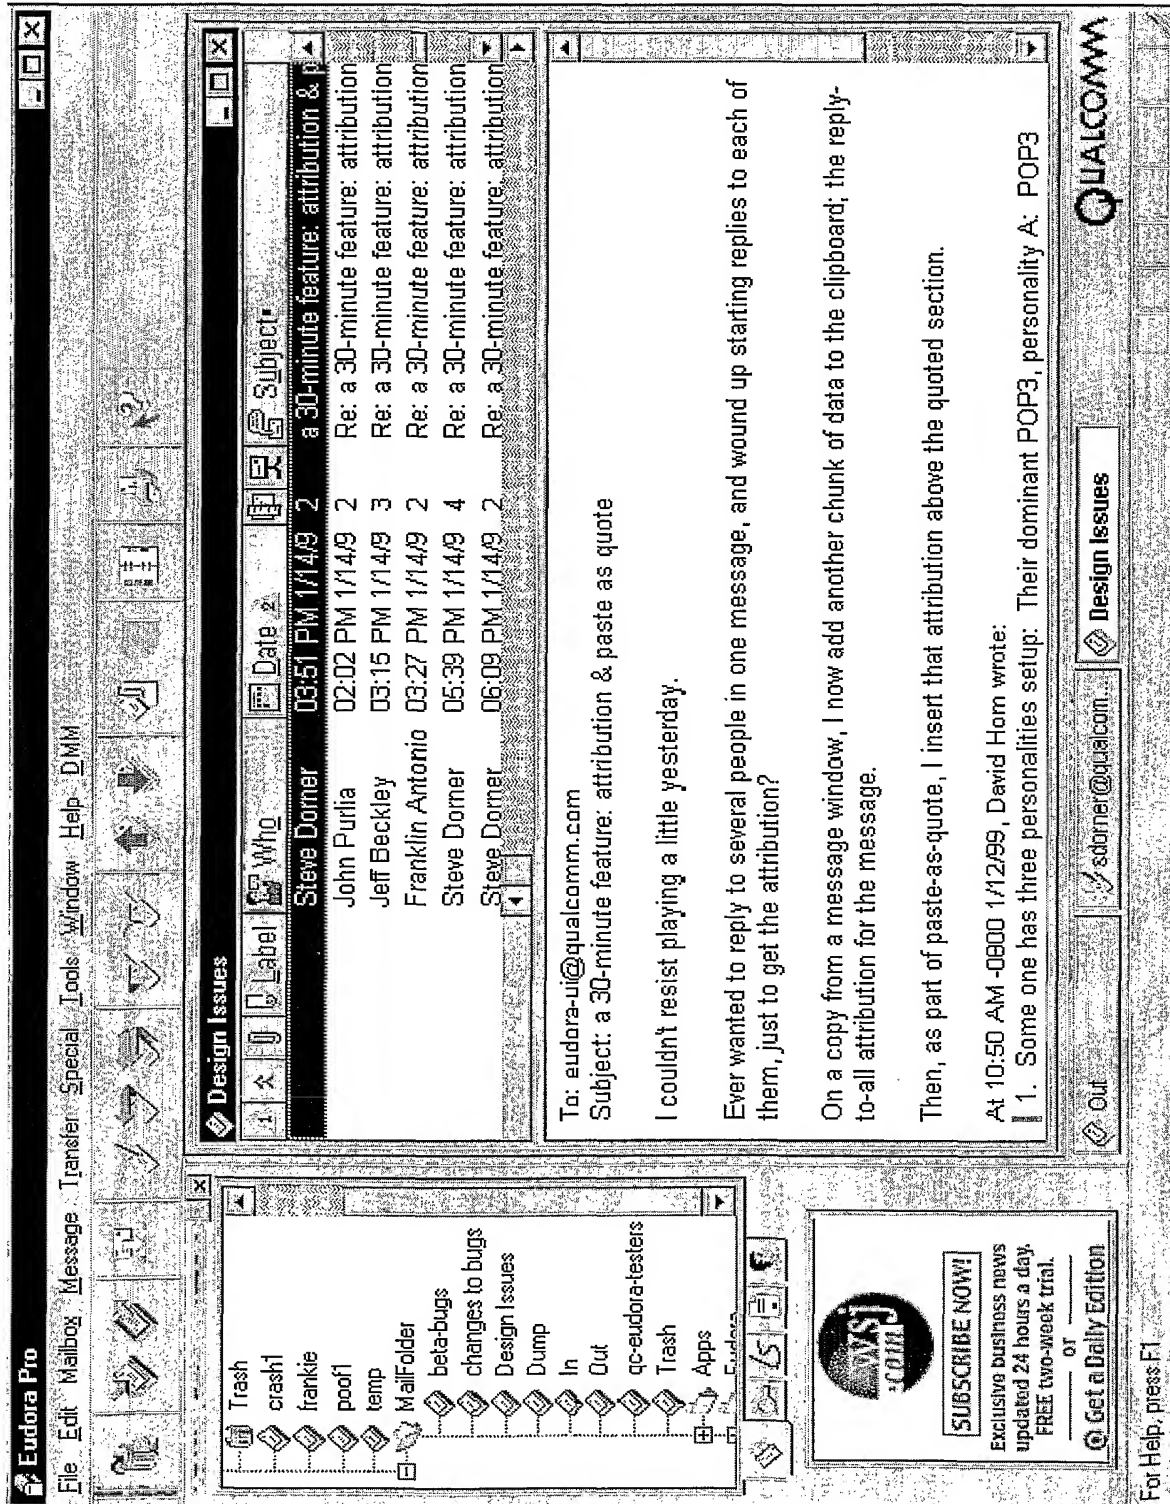 Eudora Pro
File Edit Mailbox Message Transfer Special Tools Window Help DMM
Trash
crash1
frankie
poof1
temp
MailFolder
beta-bugs
changes to bugs
Design Issues
Dump
In
Out
qc-eudora-testers
Trash
Apps
Eudora
wsj
.com
SUBSCRIBE NOW!
Exclusive business news
updated 24 hours a day.
FREE two-week trial.
or
Get a Daily Edition
Design Issues
Label Who Date 2 Subject
Steve Dorner 03:51 PM 1/14/9 2 a 30-minute feature: attribution & p
John Purlia 02:02 PM 1/14/9 2 Re: a 30-minute feature: attribution
Jeff Beckley 03:15 PM 1/14/9 3 Re: a 30-minute feature: attribution
Franklin Antonio 03:27 PM 1/14/9 2 Re: a 30-minute feature: attribution
Steve Dorner 05:39 PM 1/14/9 4 Re: a 30-minute feature: attribution
Steve Dorner 06:09 PM 1/14/9 2 Re: a 30-minute feature: attribution
To: eudora-ui@qualcomm.com
Subject: a 30-minute feature: attribution & paste as quote
I couldn't resist playing a little yesterday.
Ever wanted to reply to several people in one message, and wound up starting replies to each of
them, just to get the attribution?
On a copy from a message window, I now add another chunk of data to the clipboard; the reply-
to-all attribution for the message.
Then, as part of paste-as-quote, I insert that attribution above the quoted section.
At 10:50 AM -0800 1/12/99, David Horn wrote:
1. Some one has three personalities setup: Their dominant POP3, personality A: POP3
Out sdorner@qualcom... Design Issues
QUALCOMM
For Help, press F1